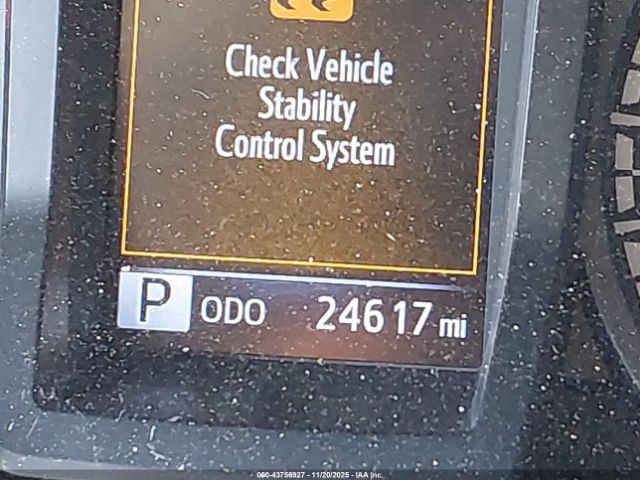 Check Vehicle
Stability
Control System
P ODO 24617 mi
060-43756927 - 11/20/2025 - IAA Inc.